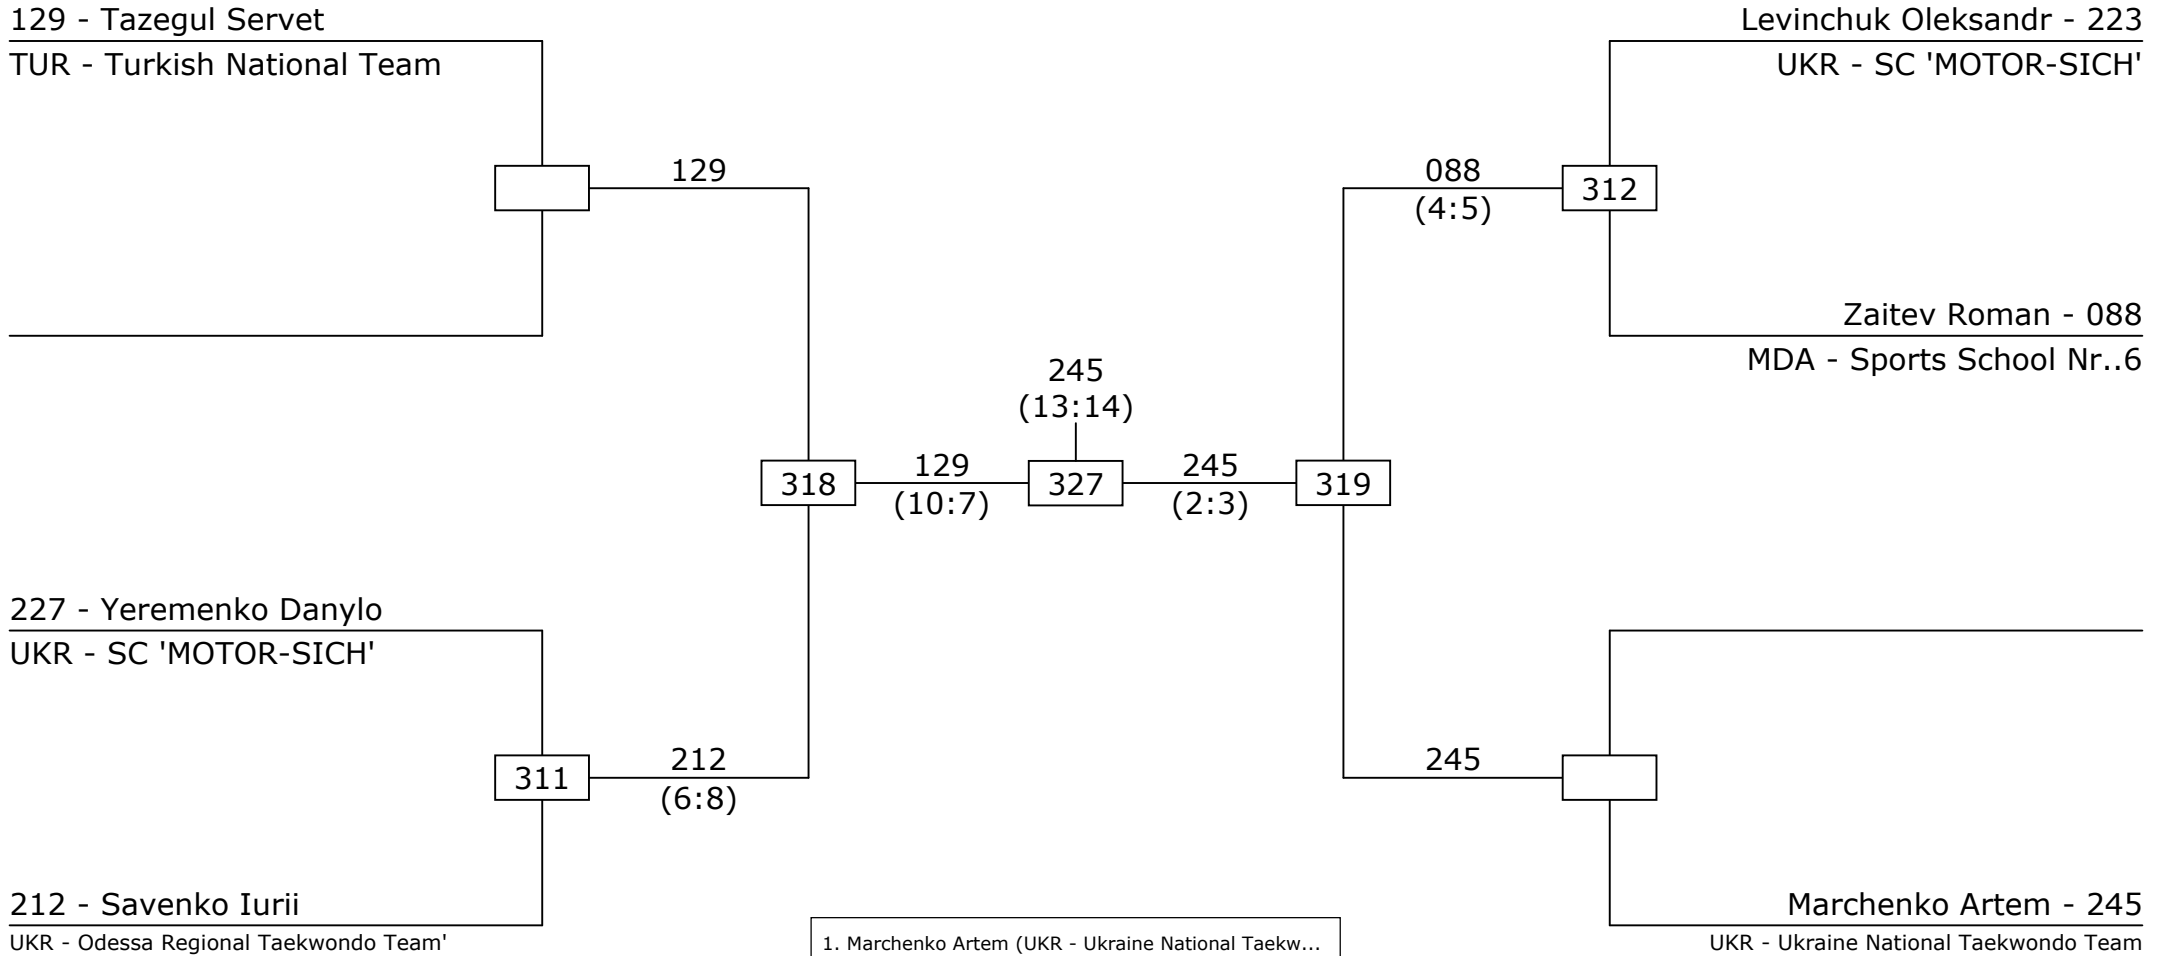 129 - Tazegul Servet
TUR - Turkish National Team
Levinchuk Oleksandr - 223
UKR - SC 'MOTOR-SICH'
129
088
(4:5)
312
Zaitev Roman - 088
MDA - Sports School Nr..6
245
(13:14)
318
129
(10:7)
327
245
(2:3)
319
227 - Yeremenko Danylo
UKR - SC 'MOTOR-SICH'
311
212
(6:8)
245
212 - Savenko Iurii
UKR - Odessa Regional Taekwondo Team'
Marchenko Artem - 245
UKR - Ukraine National Taekwondo Team
1. Marchenko Artem (UKR - Ukraine National Taekw...